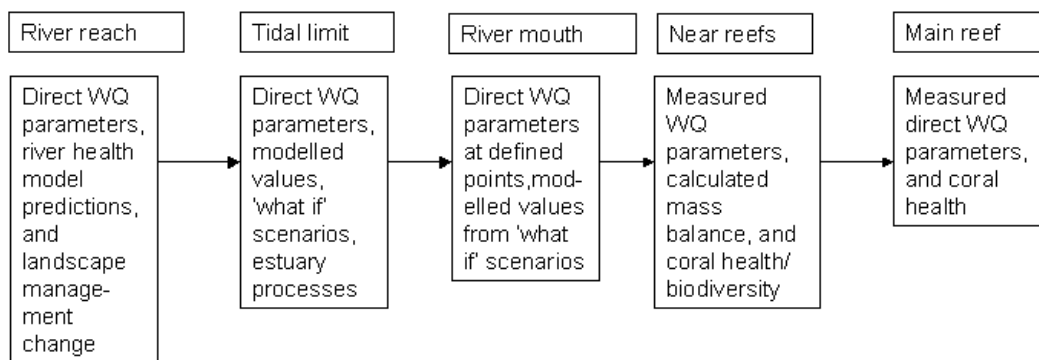 River reach
Tidal limit
River mouth
Near reefs
Main reef
Direct WQ
parameters,
river health
model
predictions,
and
landscape
manage-
ment
change
Direct WQ
parameters,
modelled
values,
'what if'
scenarios,
estuary
processes
Direct WQ
parameters
at defined
points,mod-
elled values
from 'what
if' scenarios
Measured
WQ
parameters,
calculated
mass
balance, and
coral health/
biodiversity
Measured
direct WQ
parameters,
and coral
health